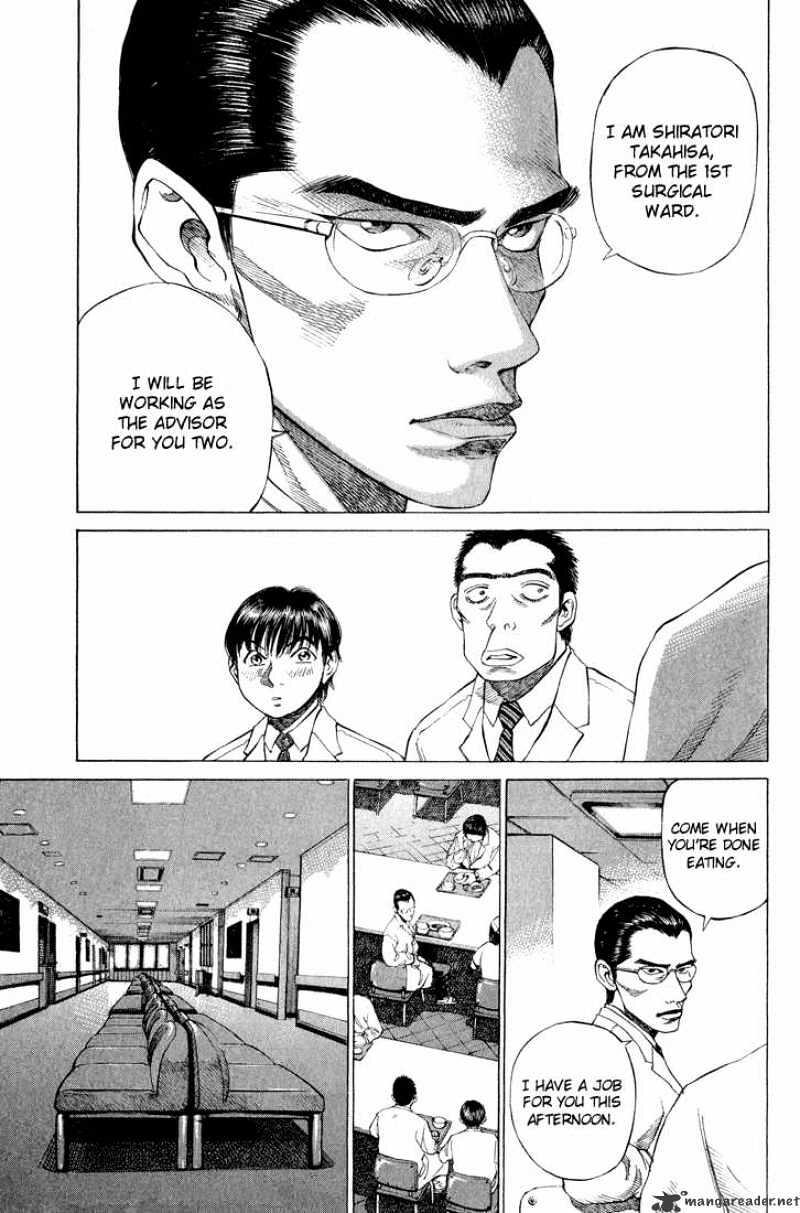 I AM SHIRATORI
TAKAHISA,
FROM THE 1ST
SURGICAL
WARD.
I WILL BE
WORKING AS
THE ADVISOR
FOR YOU TWO.
COME WHEN
YOU'RE DONE
EATING.
I HAVE A JOB
FOR YOU THIS
AFTERNOON.
mangareader.net